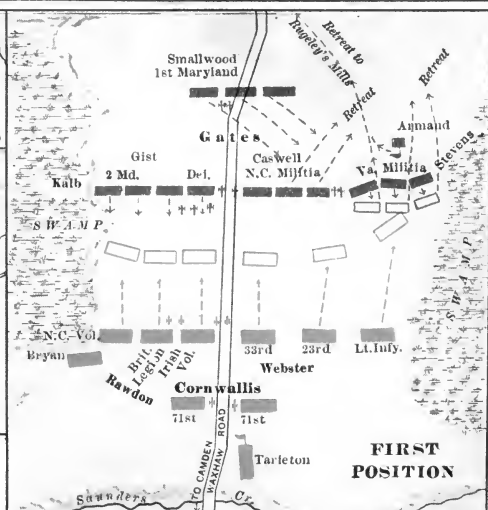 Smallwood
1st Maryland
Retreat to
Rugeley's Mills
Retreat
Retreat
Gates
Armand
Gist
Caswell
Va. Militia
Stevens
Kalb
2 Md.
Del.
N.C. Militia
SWAMP
SWAMP
N.C. Vol.
Brit.
Legion
Irish
Vol.
33rd
23rd
Lt. Infy.
Bryan
Rawdon
Webster
Cornwallis
71st
71st
TO CAMDEN
WAXHAW ROAD
Tarleton
FIRST
POSITION
Saunders Cr.